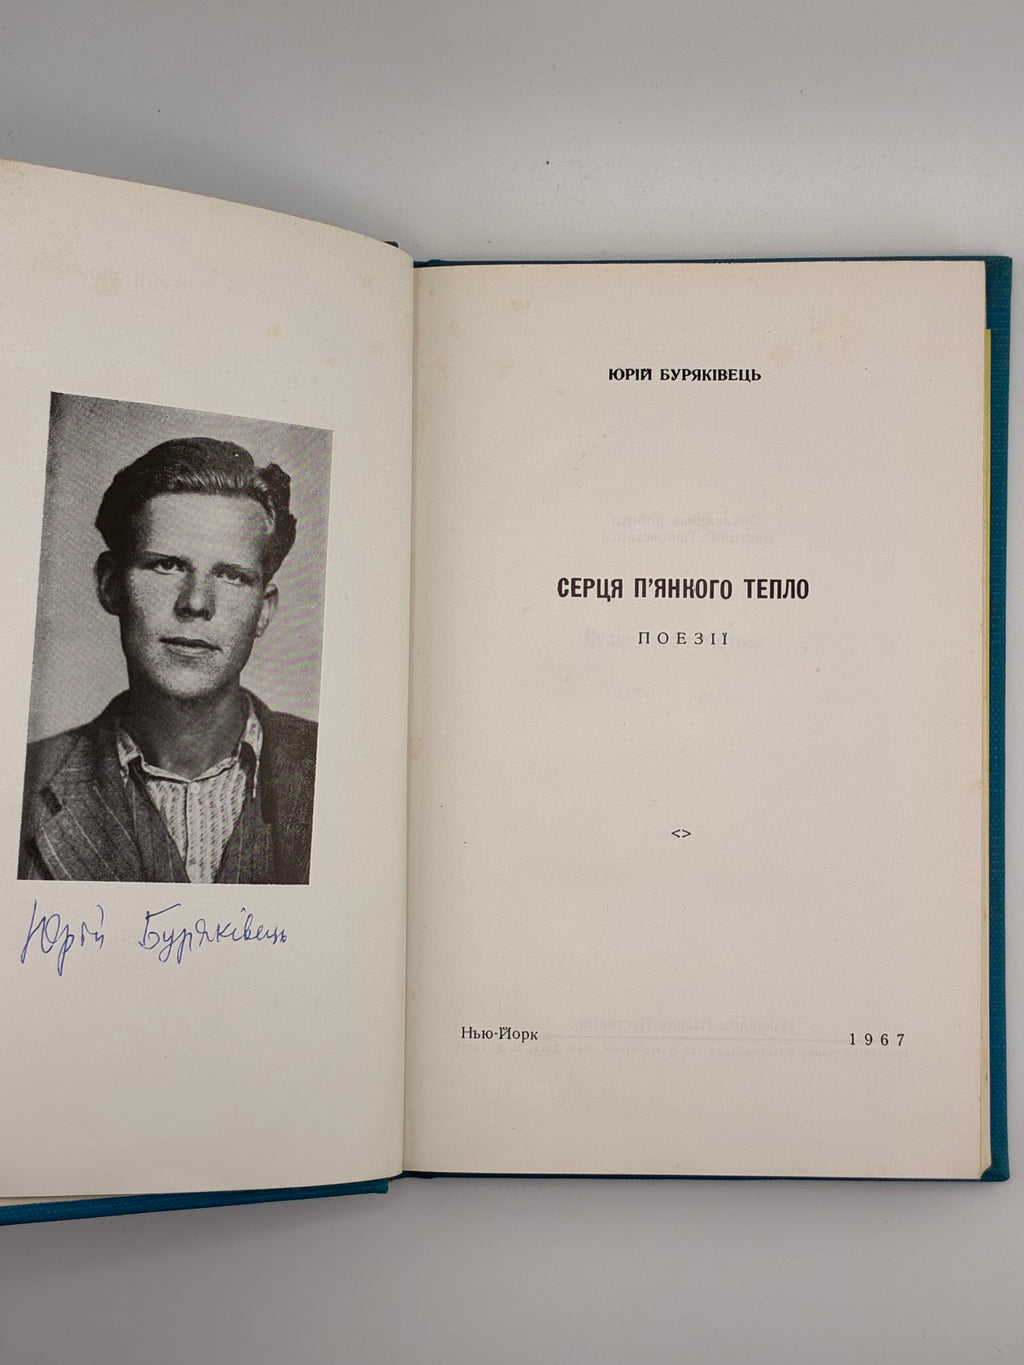 Юрій Буряківець
ЮРІЙ БУРЯКІВЕЦЬ
СЕРЦЯ П'ЯНКОГО ТЕПЛО
ПОЕЗІЇ
<>
Нью-Йорк 1967